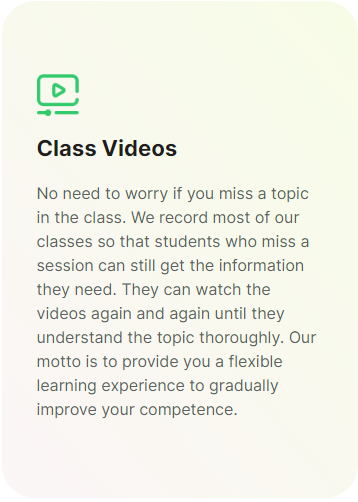 Class Videos
No need to worry if you miss a topic
in the class. We record most of our
classes so that students who miss a
session can still get the information
they need. They can watch the
videos again and again until they
understand the topic thoroughly. Our
motto is to provide you a flexible
learning experience to gradually
improve your competence.